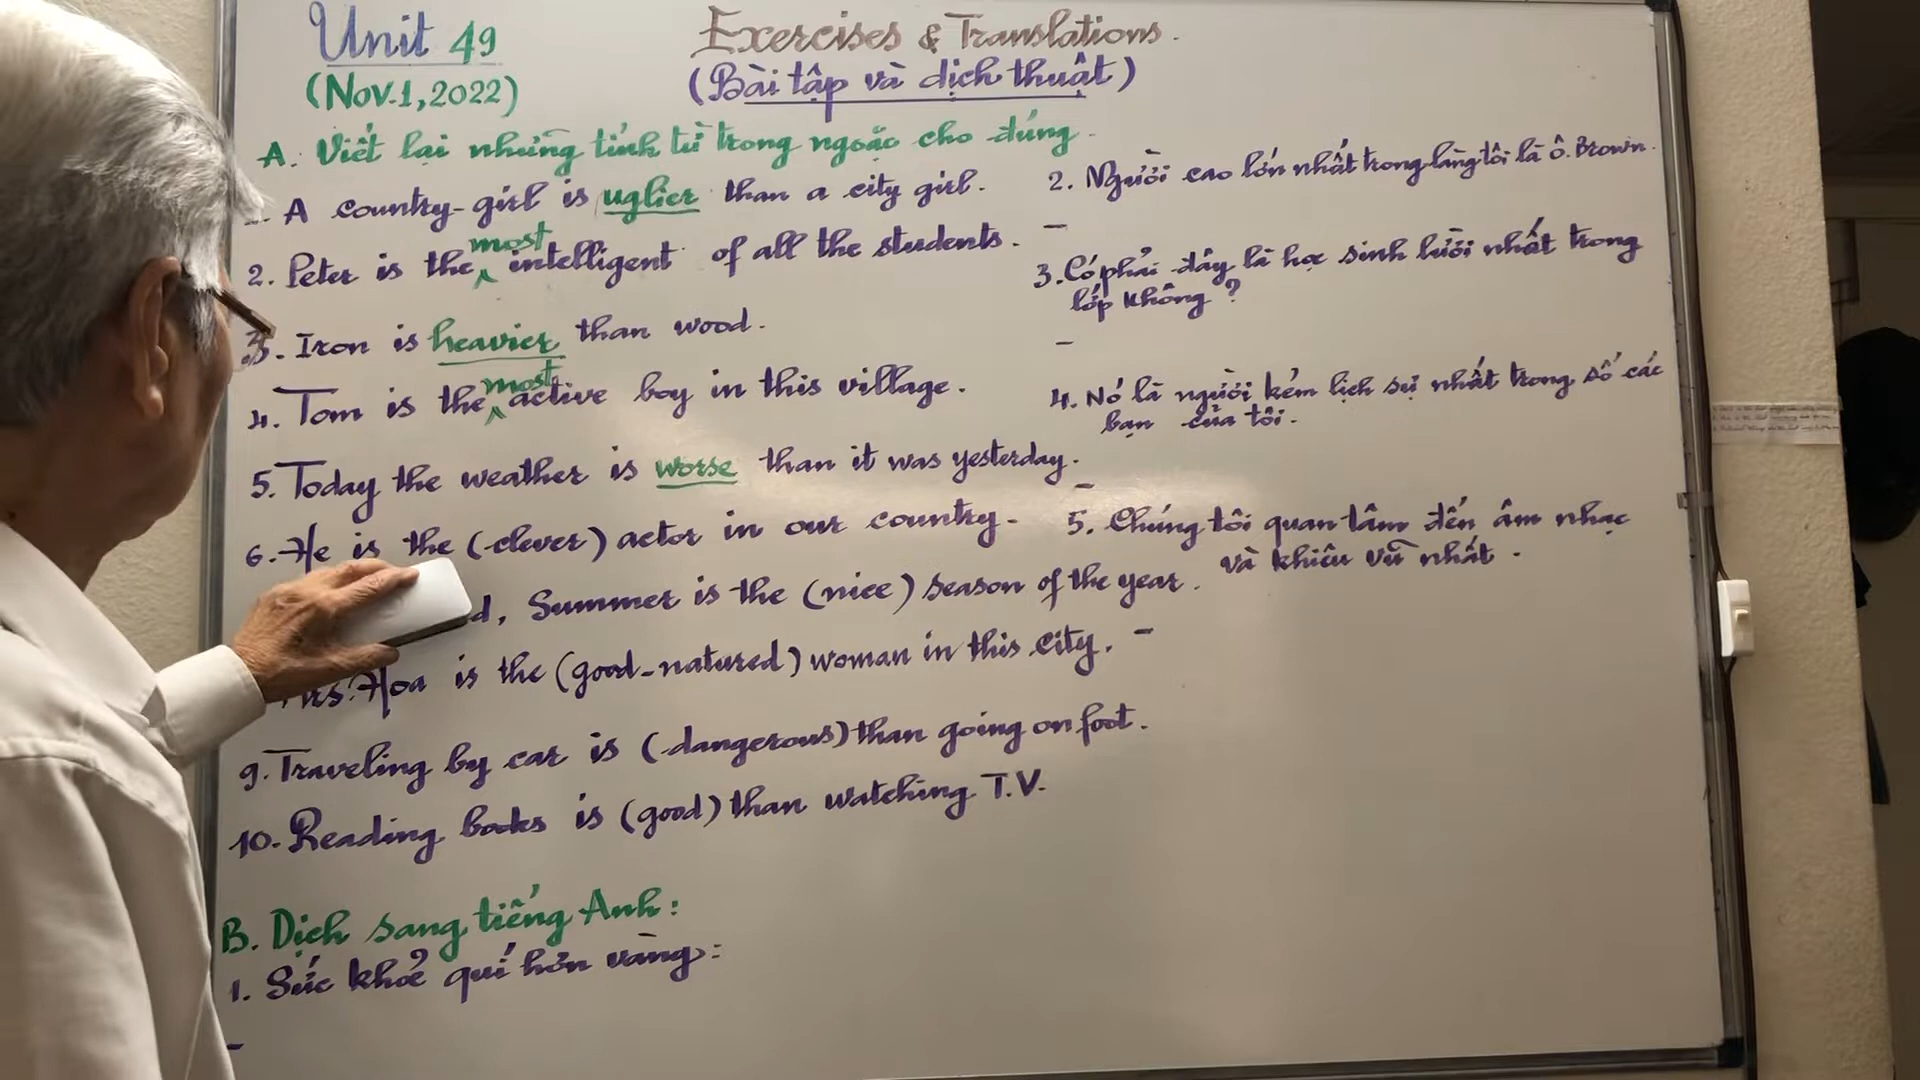 Unit 49
(Nov.1,2022)
Exercises & Translations.
(Bài tập và dịch thuật)
A. Viết lại những tính từ trong ngoặc cho đúng.
A country-girl is uglier than a city girl.
2. Peter is the most intelligent of all the students.
3. Iron is heavier than wood.
4. Tom is the most active boy in this village.
5. Today the weather is worse than it was yesterday.
6. He is the (clever) actor in our country.
d, Summer is the (nice) season of the year.
Mrs. Hoa is the (good-natured) woman in this city.
9. Traveling by car is (dangerous) than going on foot.
10. Reading books is (good) than watching T.V.
B. Dịch sang tiếng Anh:
1. Sức khoẻ quí hơn vàng:
-
2. Người cao lớn nhất trong làng tôi là ô. Brown.
-
3. Có phải đây là học sinh lười nhất trong
lớp không?
-
4. Nó là người kém lịch sự nhất trong số các
bạn của tôi.
-
5. Chúng tôi quan tâm đến âm nhạc
và khiêu vũ nhất.
-